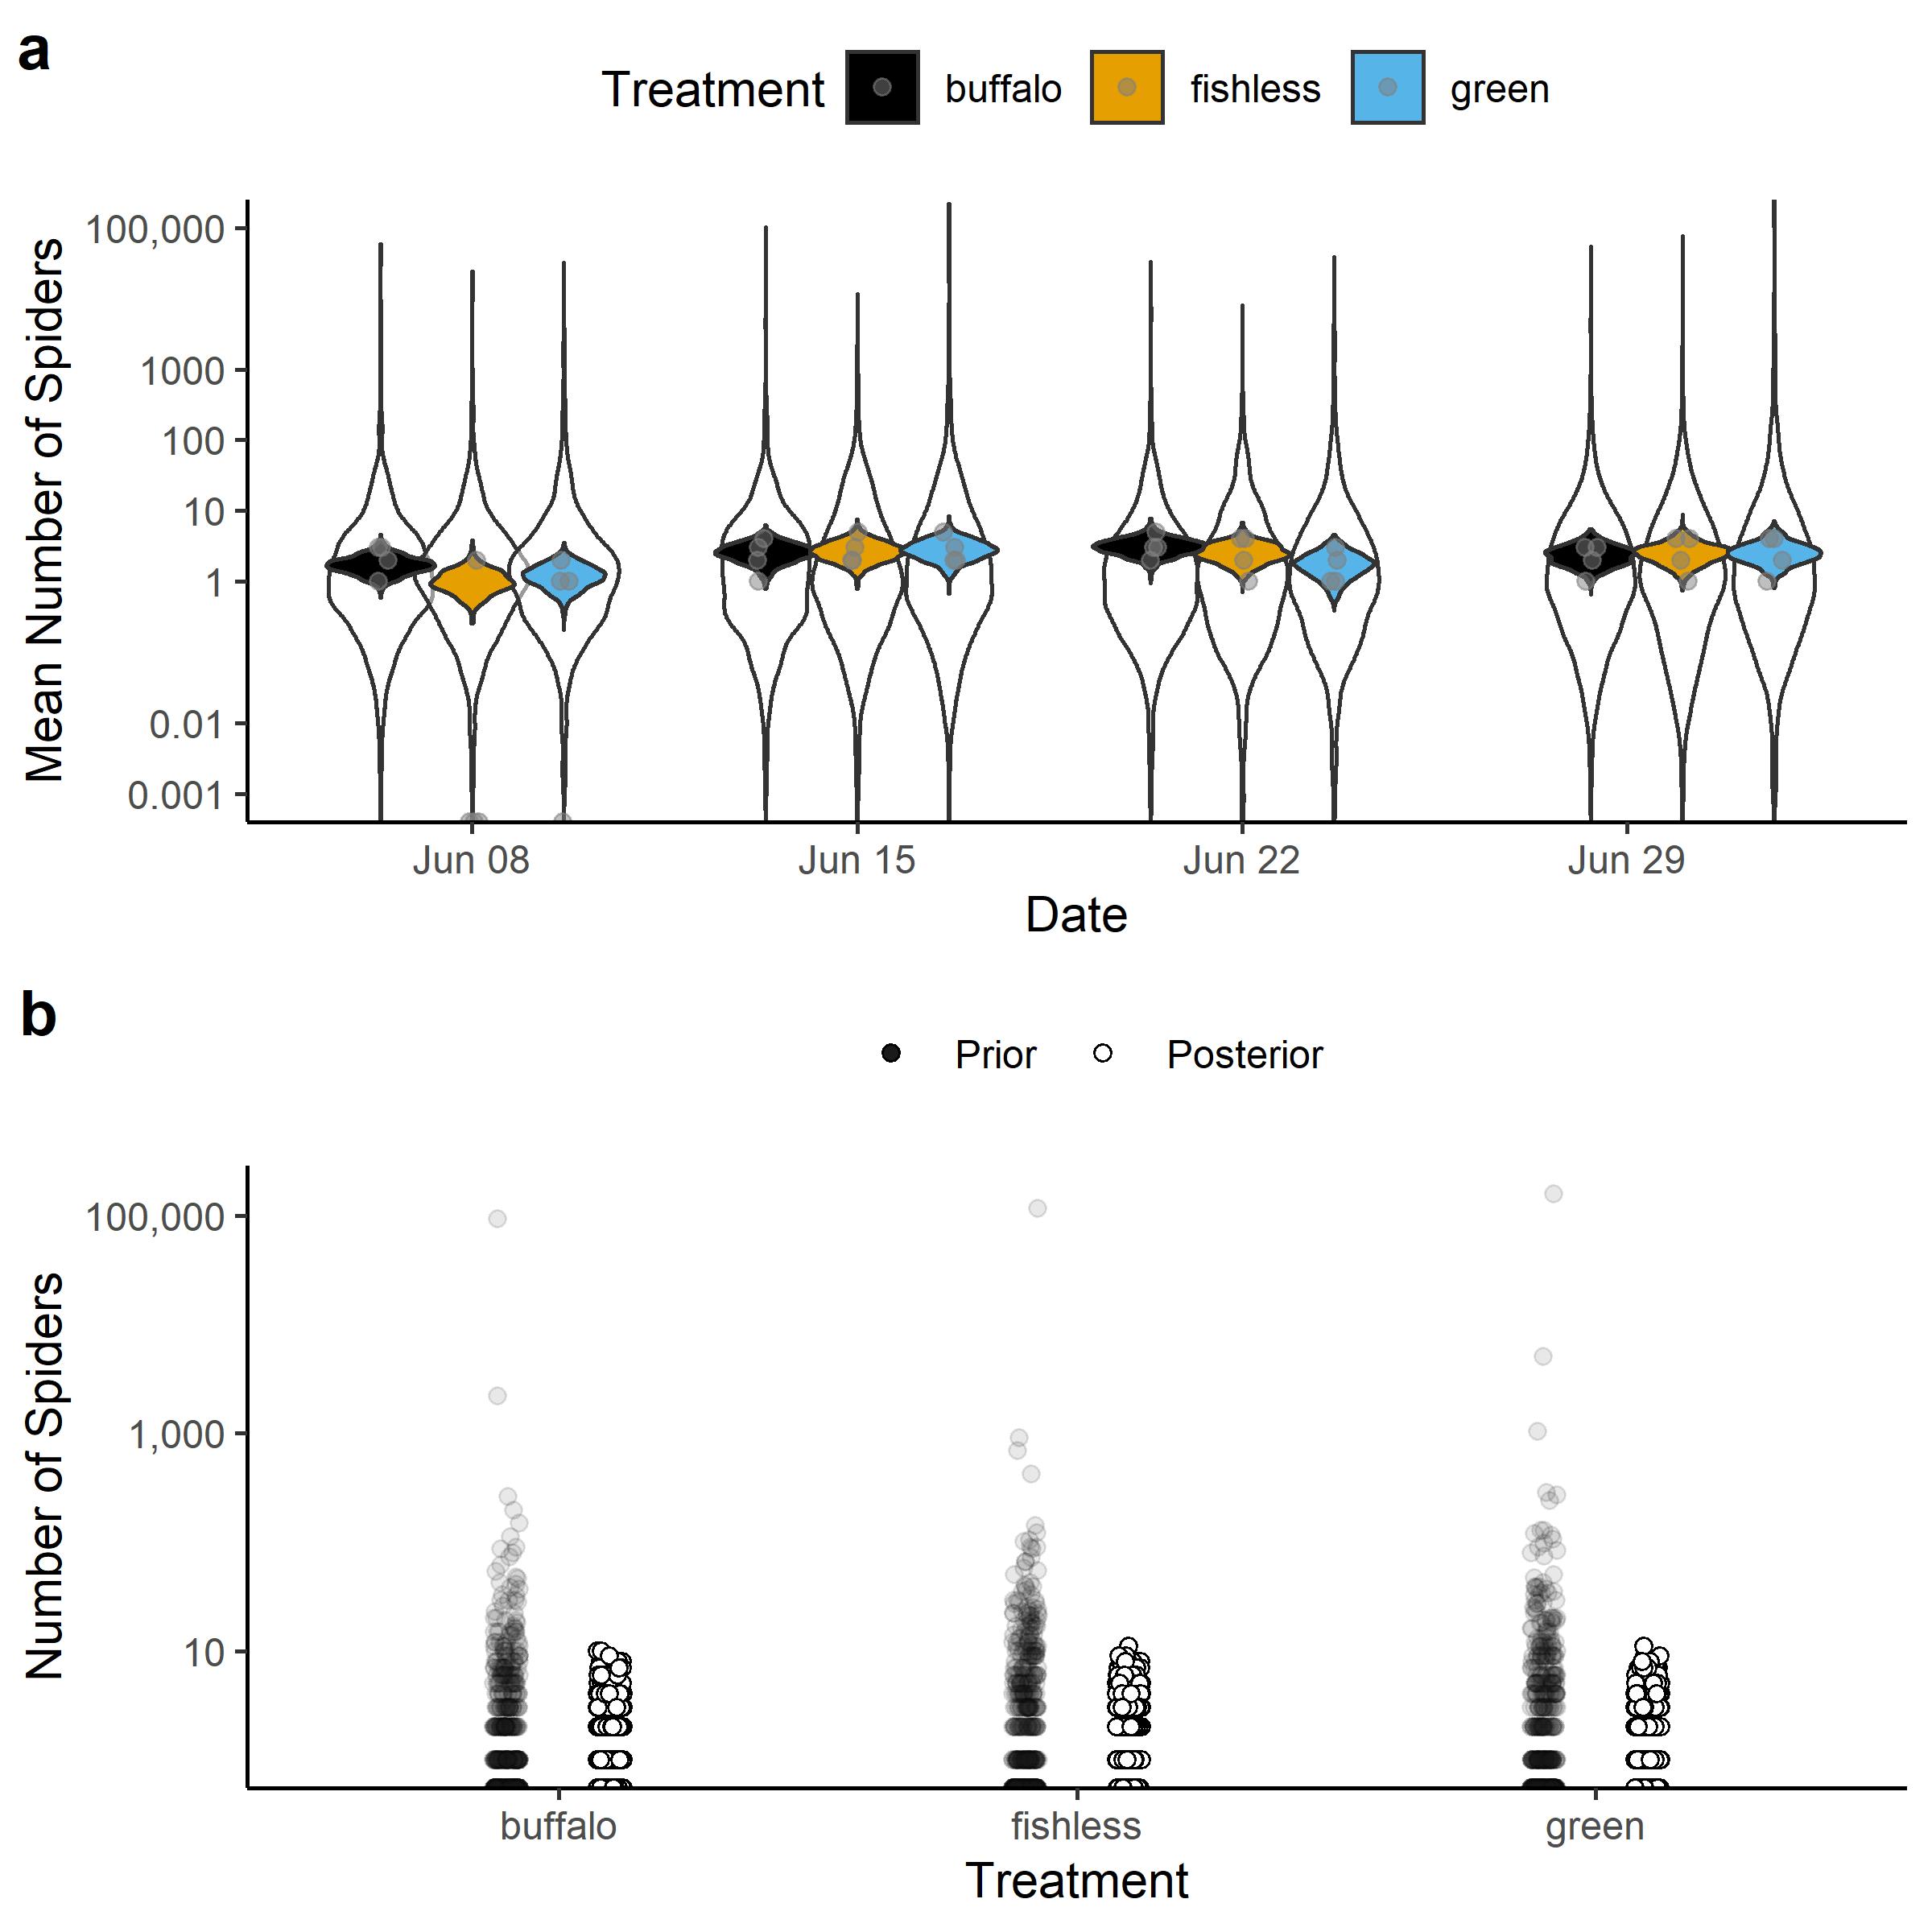 a
Treatment buffalo fishless green
Mean Number of Spiders
100,000
1000
100
10
1
0.01
0.001
Jun 08 Jun 15 Jun 22 Jun 29
Date
b
Prior Posterior
Number of Spiders
100,000
1,000
10
buffalo fishless green
Treatment